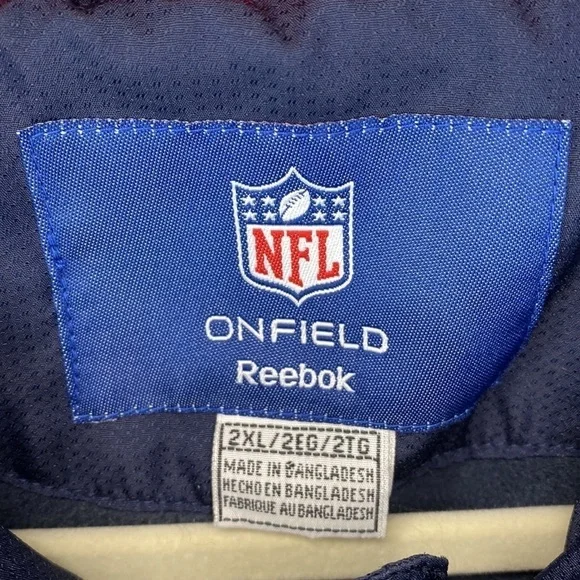 NFL
ONFIELD
Reebok
2XL/2EG/2TG
MADE IN BANGLADESH
HECHO EN BANGLADESH
FABRIQUE AU BANGLADESH